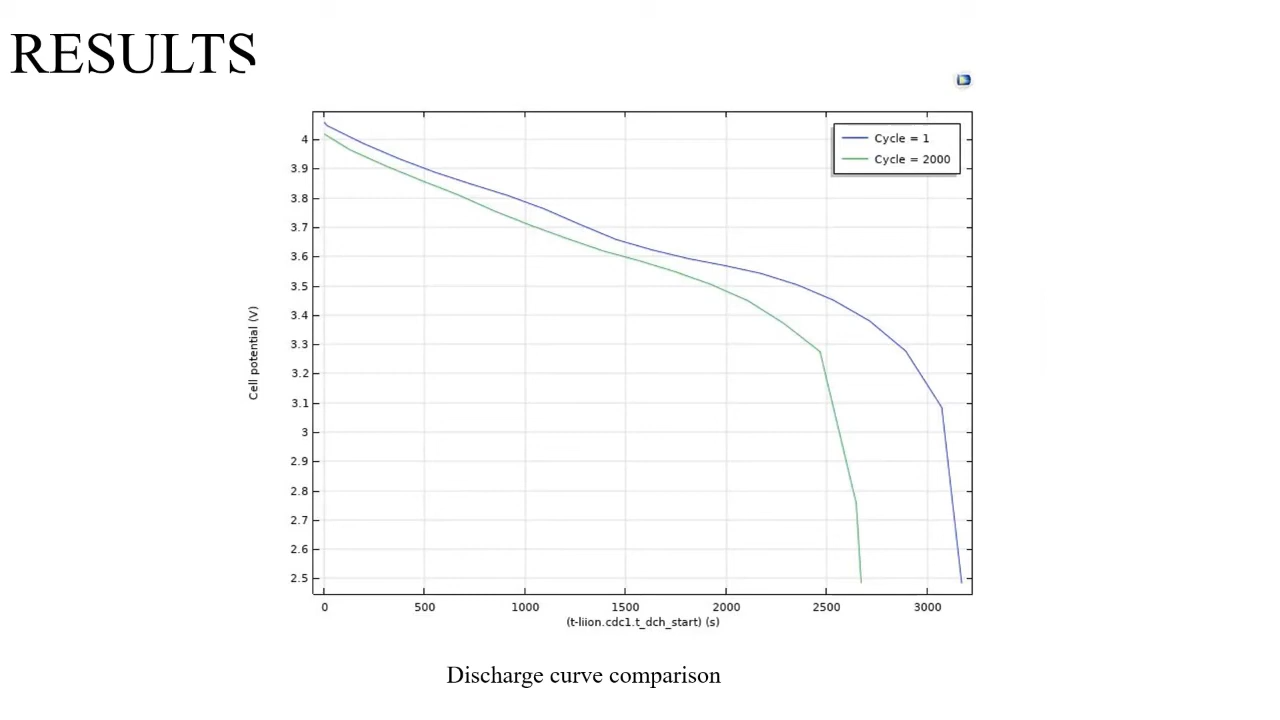 RESULTS
Cycle = 1
Cycle = 2000
4
3.9
3.8
3.7
3.6
3.5
3.4
3.3
3.2
3.1
3
2.9
2.8
2.7
2.6
2.5
Cell potential (V)
0 500 1000 1500 2000 2500 3000
(t-liion.cdc1.t_dch_start) (s)
Discharge curve comparison